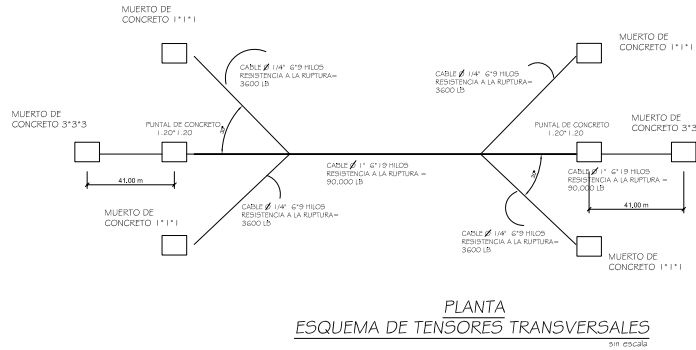 MUERTO DE
CONCRETO 1*1*1
MUERTO DE
CONCRETO 1*1*1
CABLE Ø 1/4" 6*9 HILOS
RESISTENCIA A LA RUPTURA=
3600 LB
CABLE Ø 1/4" 6*9 HILOS
RESISTENCIA A LA RUPTURA=
3600 LB
MUERTO DE
CONCRETO 3*3*3
PUNTAL DE CONCRETO
1.20*1.20
PUNTAL DE CONCRETO
1.20*1.20
MUERTO DE
CONCRETO 3*3
CABLE Ø 1" 6*19 HILOS
RESISTENCIA A LA RUPTURA=
90,000 LB
CABLE Ø 1" 6*19 HILOS
RESISTENCIA A LA RUPTURA=
90,000 LB
41,00 m
41,00 m
MUERTO DE
CONCRETO 1*1*1
CABLE Ø 1/4" 6*9 HILOS
RESISTENCIA A LA RUPTURA=
3600 LB
CABLE Ø 1/4" 6*9 HILOS
RESISTENCIA A LA RUPTURA=
3600 LB
MUERTO DE
CONCRETO 1*1*1
PLANTA
ESQUEMA DE TENSORES TRANSVERSALES
sin escala